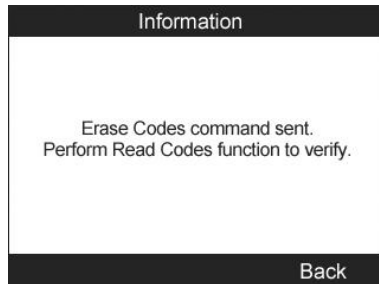 Information
Erase Codes command sent.
Perform Read Codes function to verify.
Back